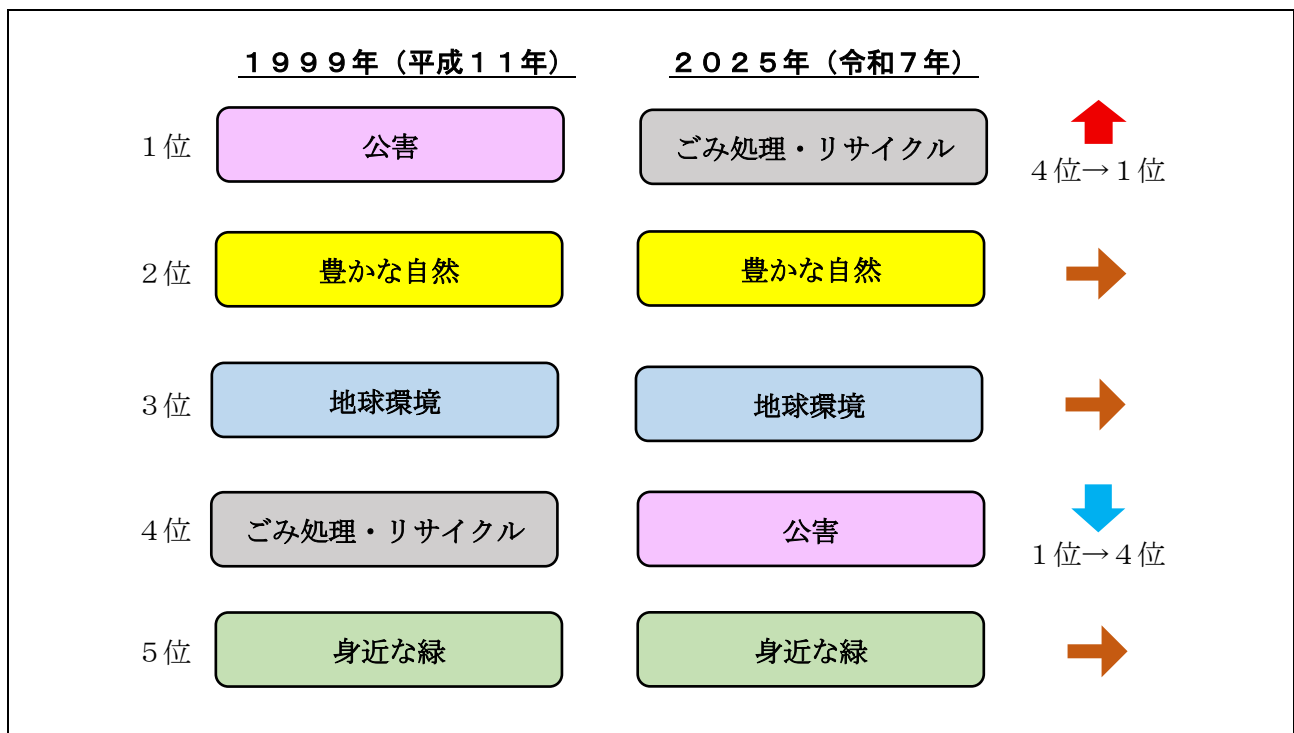 １９９９年（平成１１年） ２０２５年（令和７年）
１位 公害 ごみ処理・リサイクル
４位→１位
２位 豊かな自然 豊かな自然
３位 地球環境 地球環境
４位 ごみ処理・リサイクル 公害
１位→４位
５位 身近な緑 身近な緑